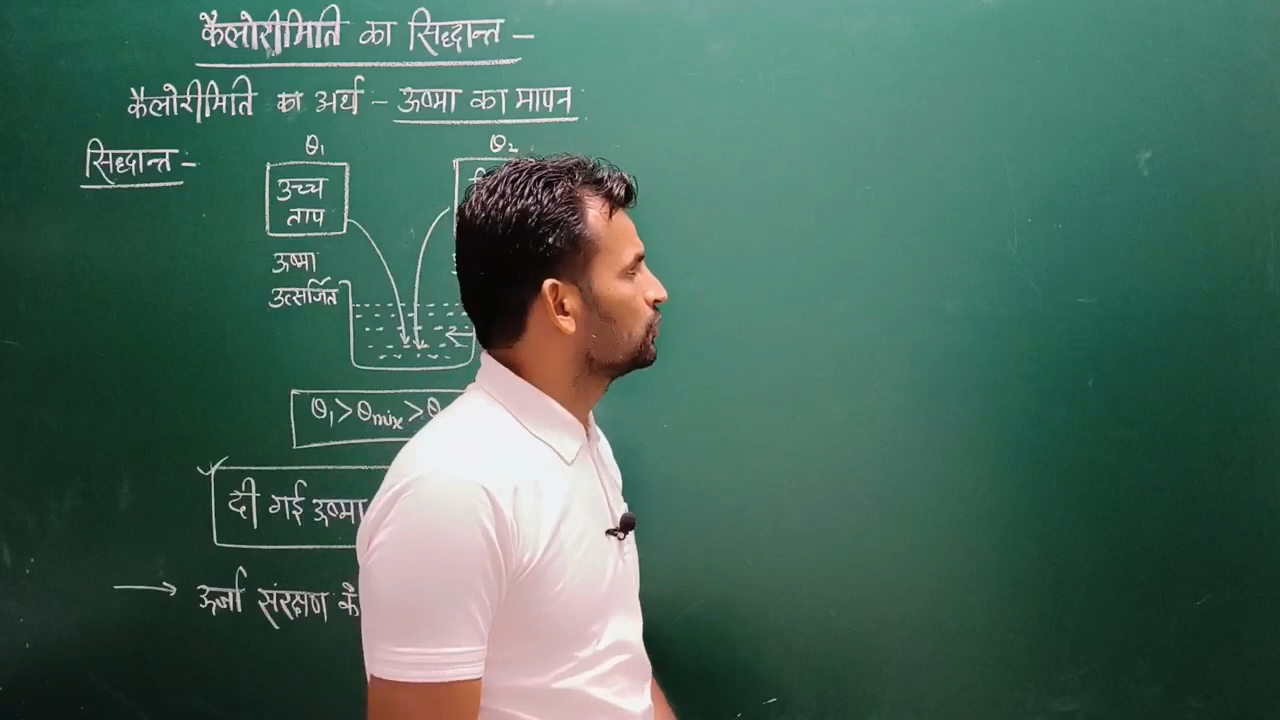 कैलोरीमिति का सिद्धान्त –
कैलोरीमिति का अर्थ – ऊष्मा का मापन
सिद्धान्त –
θ₁
θ₂
उच्च
ताप
ऊष्मा
उत्सर्जित
θ₁ > θmix > θ
दी गई ऊष्मा
→ ऊर्जा संरक्षण के